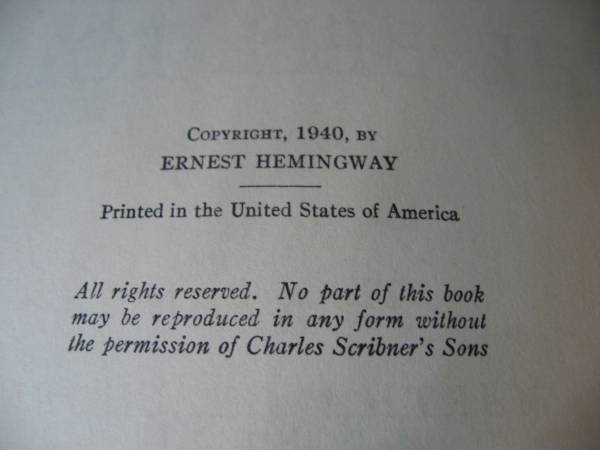 COPYRIGHT, 1940, BY
ERNEST HEMINGWAY
Printed in the United States of America
All rights reserved. No part of this book
may be reproduced in any form without
the permission of Charles Scribner's Sons